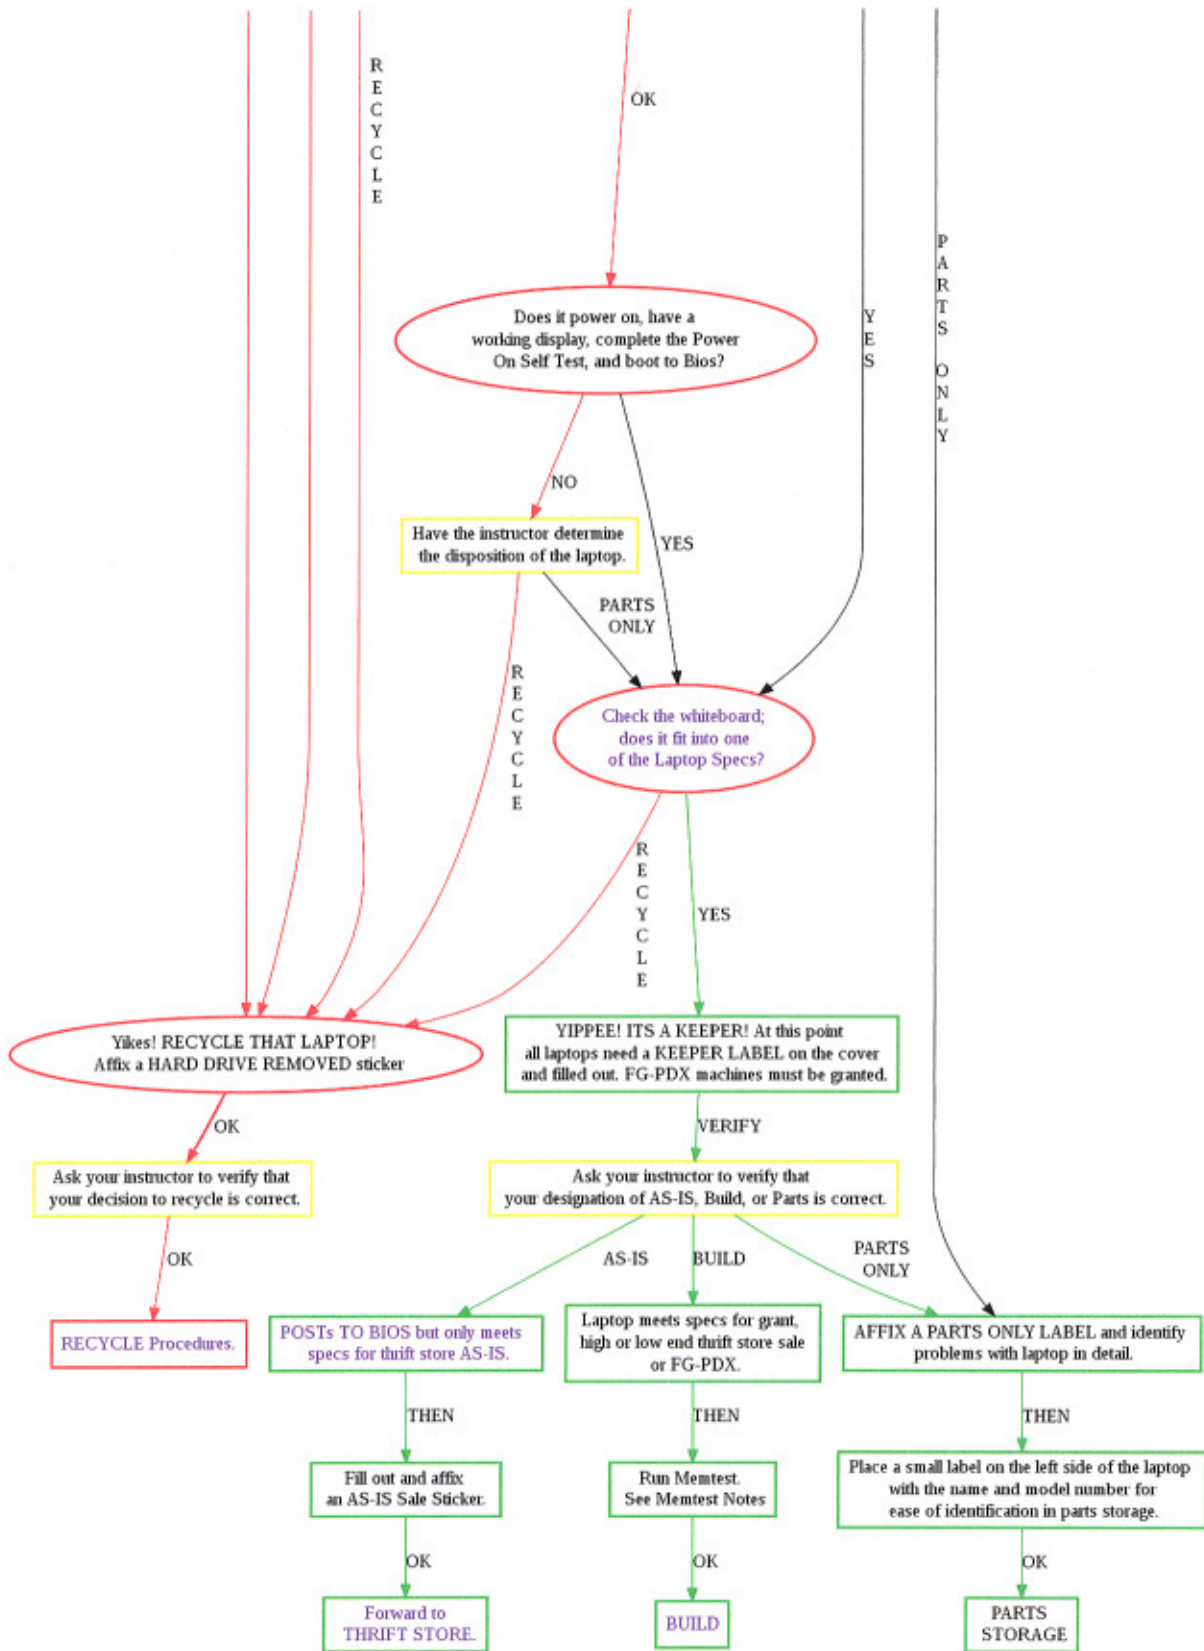 RECYCLE
OK
PARTS ONLY
YES
Does it power on, have a
working display, complete the Power
On Self Test, and boot to Bios?
NO
YES
Have the instructor determine
the disposition of the laptop.
PARTS
ONLY
RECYCLE
Check the whiteboard;
does it fit into one
of the Laptop Specs?
RECYCLE
YES
Yikes! RECYCLE THAT LAPTOP!
Affix a HARD DRIVE REMOVED sticker
YIPPEE! ITS A KEEPER! At this point
all laptops need a KEEPER LABEL on the cover
and filled out. FG-PDX machines must be granted.
OK
VERIFY
Ask your instructor to verify that
your decision to recycle is correct.
Ask your instructor to verify that
your designation of AS-IS, Build, or Parts is correct.
OK
AS-IS
BUILD
PARTS
ONLY
RECYCLE Procedures.
POSTs TO BIOS but only meets
specs for thrift store AS-IS.
Laptop meets specs for grant,
high or low end thrift store sale
or FG-PDX.
AFFIX A PARTS ONLY LABEL and identify
problems with laptop in detail.
THEN
THEN
THEN
Fill out and affix
an AS-IS Sale Sticker.
Run Memtest.
See Memtest Notes
Place a small label on the left side of the laptop
with the name and model number for
ease of identification in parts storage.
OK
OK
OK
Forward to
THRIFT STORE.
BUILD
PARTS
STORAGE